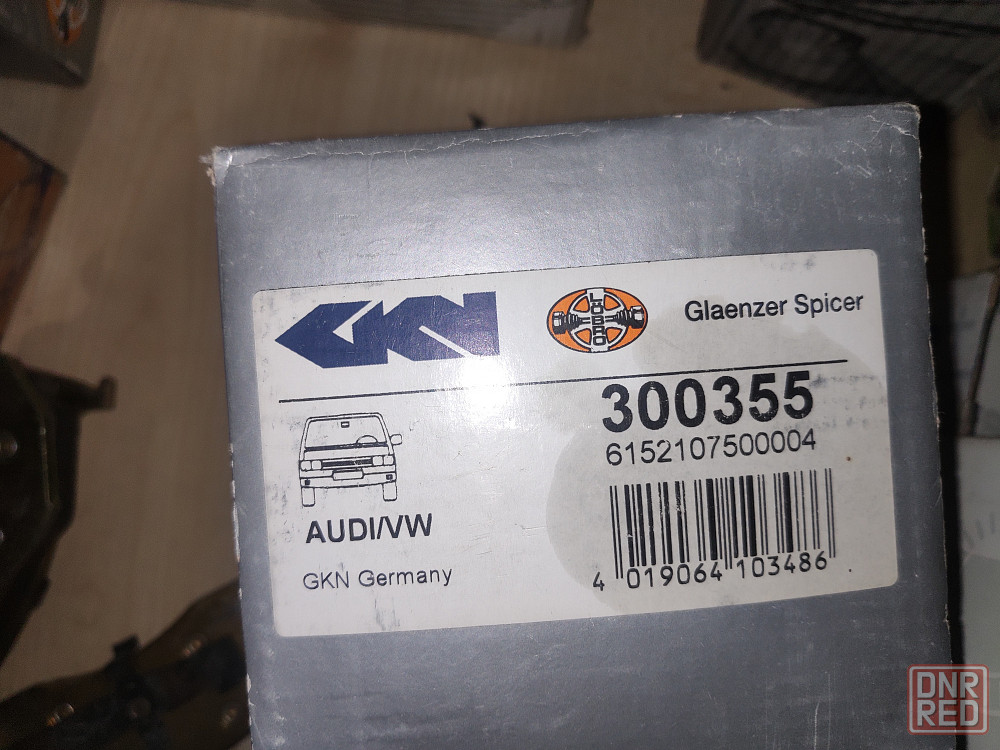 GKN
LÖBRO
Glaenzer Spicer
300355
6152107500004
AUDI/VW
GKN Germany
4 019064 103486
DNR
RED